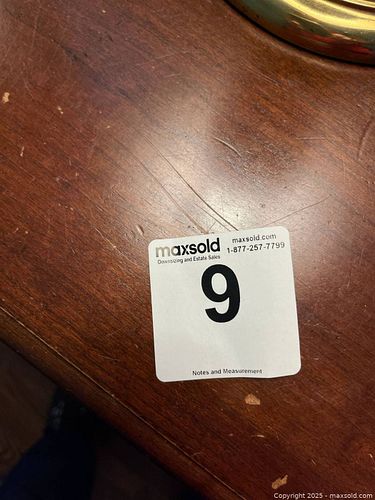 maxsold
maxsold.com
1-877-257-7799
Downsizing and Estate Sales
9
Notes and Measurement
Copyright 2025 - maxsold.com